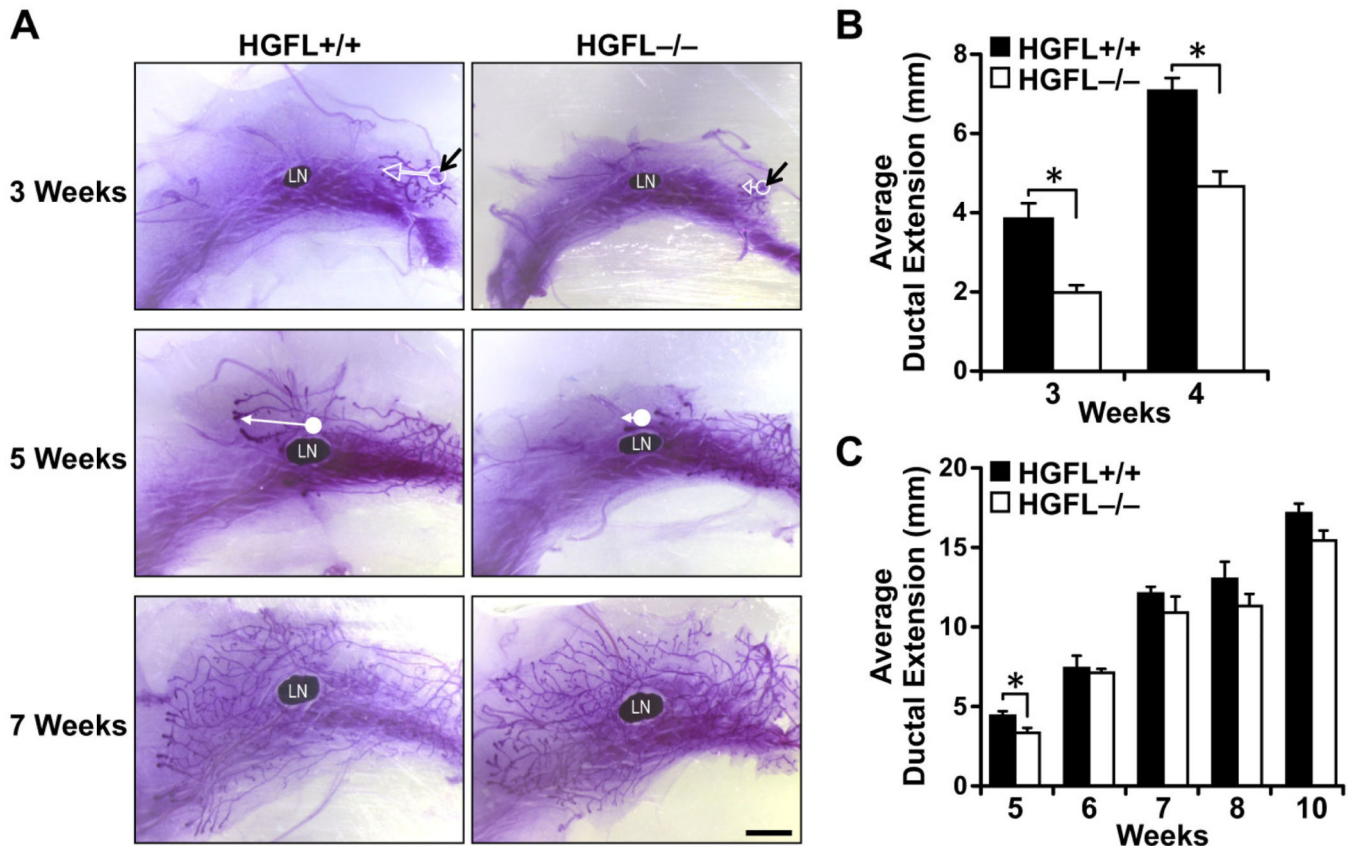 A
HGFL+/+
HGFL–/–
3 Weeks
LN
LN
5 Weeks
LN
LN
7 Weeks
LN
LN
B
HGFL+/+
HGFL–/–
Average
Ductal Extension (mm)
8
6
4
2
0
*
*
3
4
Weeks
C
HGFL+/+
HGFL–/–
Average
Ductal Extension (mm)
20
15
10
5
0
*
5
6
7
8
10
Weeks